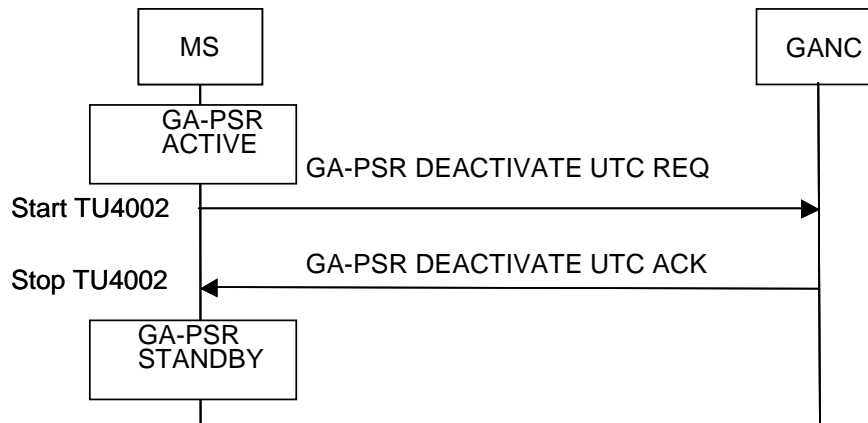 MS
GANC
GA-PSR
ACTIVE
GA-PSR DEACTIVATE UTC REQ
Start TU4002
GA-PSR DEACTIVATE UTC ACK
Stop TU4002
GA-PSR
STANDBY